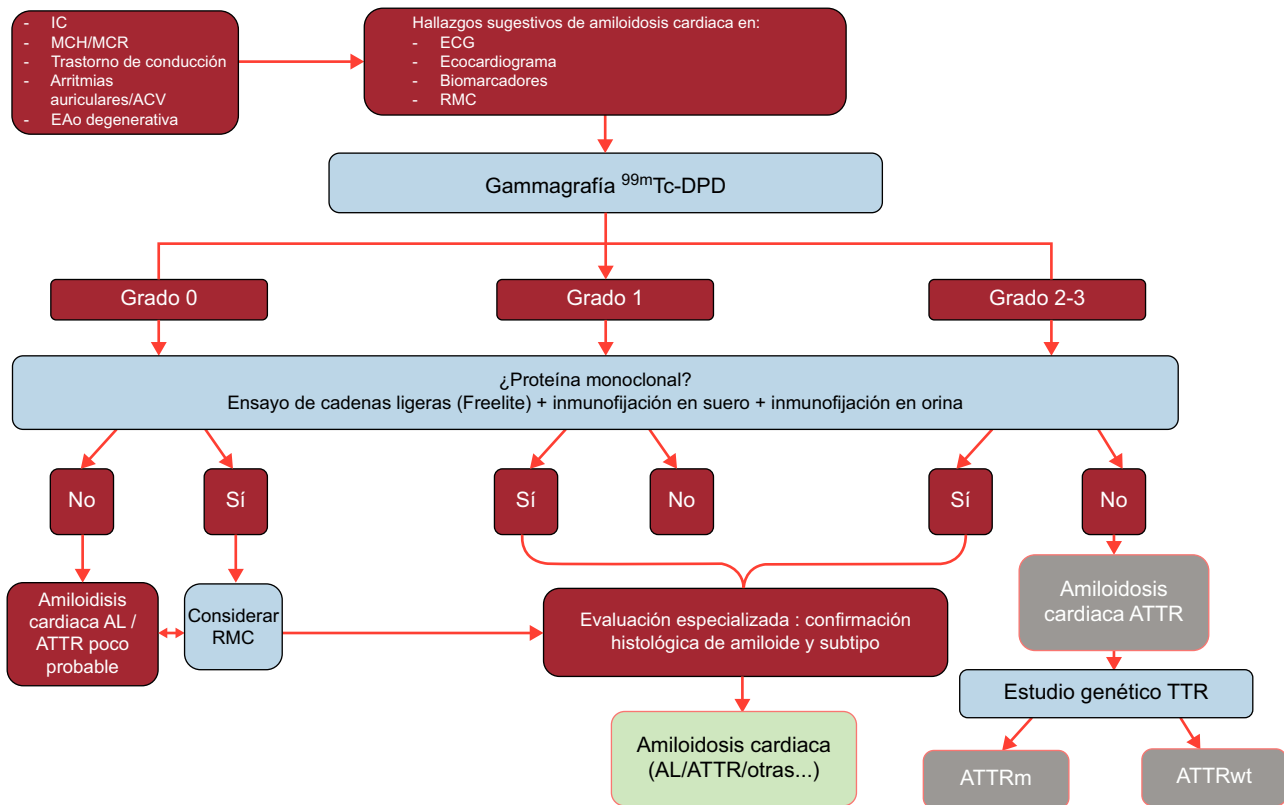 - IC
- MCH/MCR
- Trastorno de conducción
- Arritmias
auriculares/ACV
- EAo degenerativa
Hallazgos sugestivos de amiloidosis cardiaca en:
- ECG
- Ecocardiograma
- Biomarcadores
- RMC
Gammagrafía 99mTc-DPD
Grado 0
Grado 1
Grado 2-3
¿Proteína monoclonal?
Ensayo de cadenas ligeras (Freelite) + inmunofijación en suero + inmunofijación en orina
No
Sí
Sí
No
Sí
No
Amiloidisis
cardiaca AL /
ATTR poco
probable
Considerar
RMC
Evaluación especializada : confirmación
histológica de amiloide y subtipo
Amiloidosis
cardiaca ATTR
Estudio genético TTR
Amiloidosis cardiaca
(AL/ATTR/otras...)
ATTRm
ATTRwt